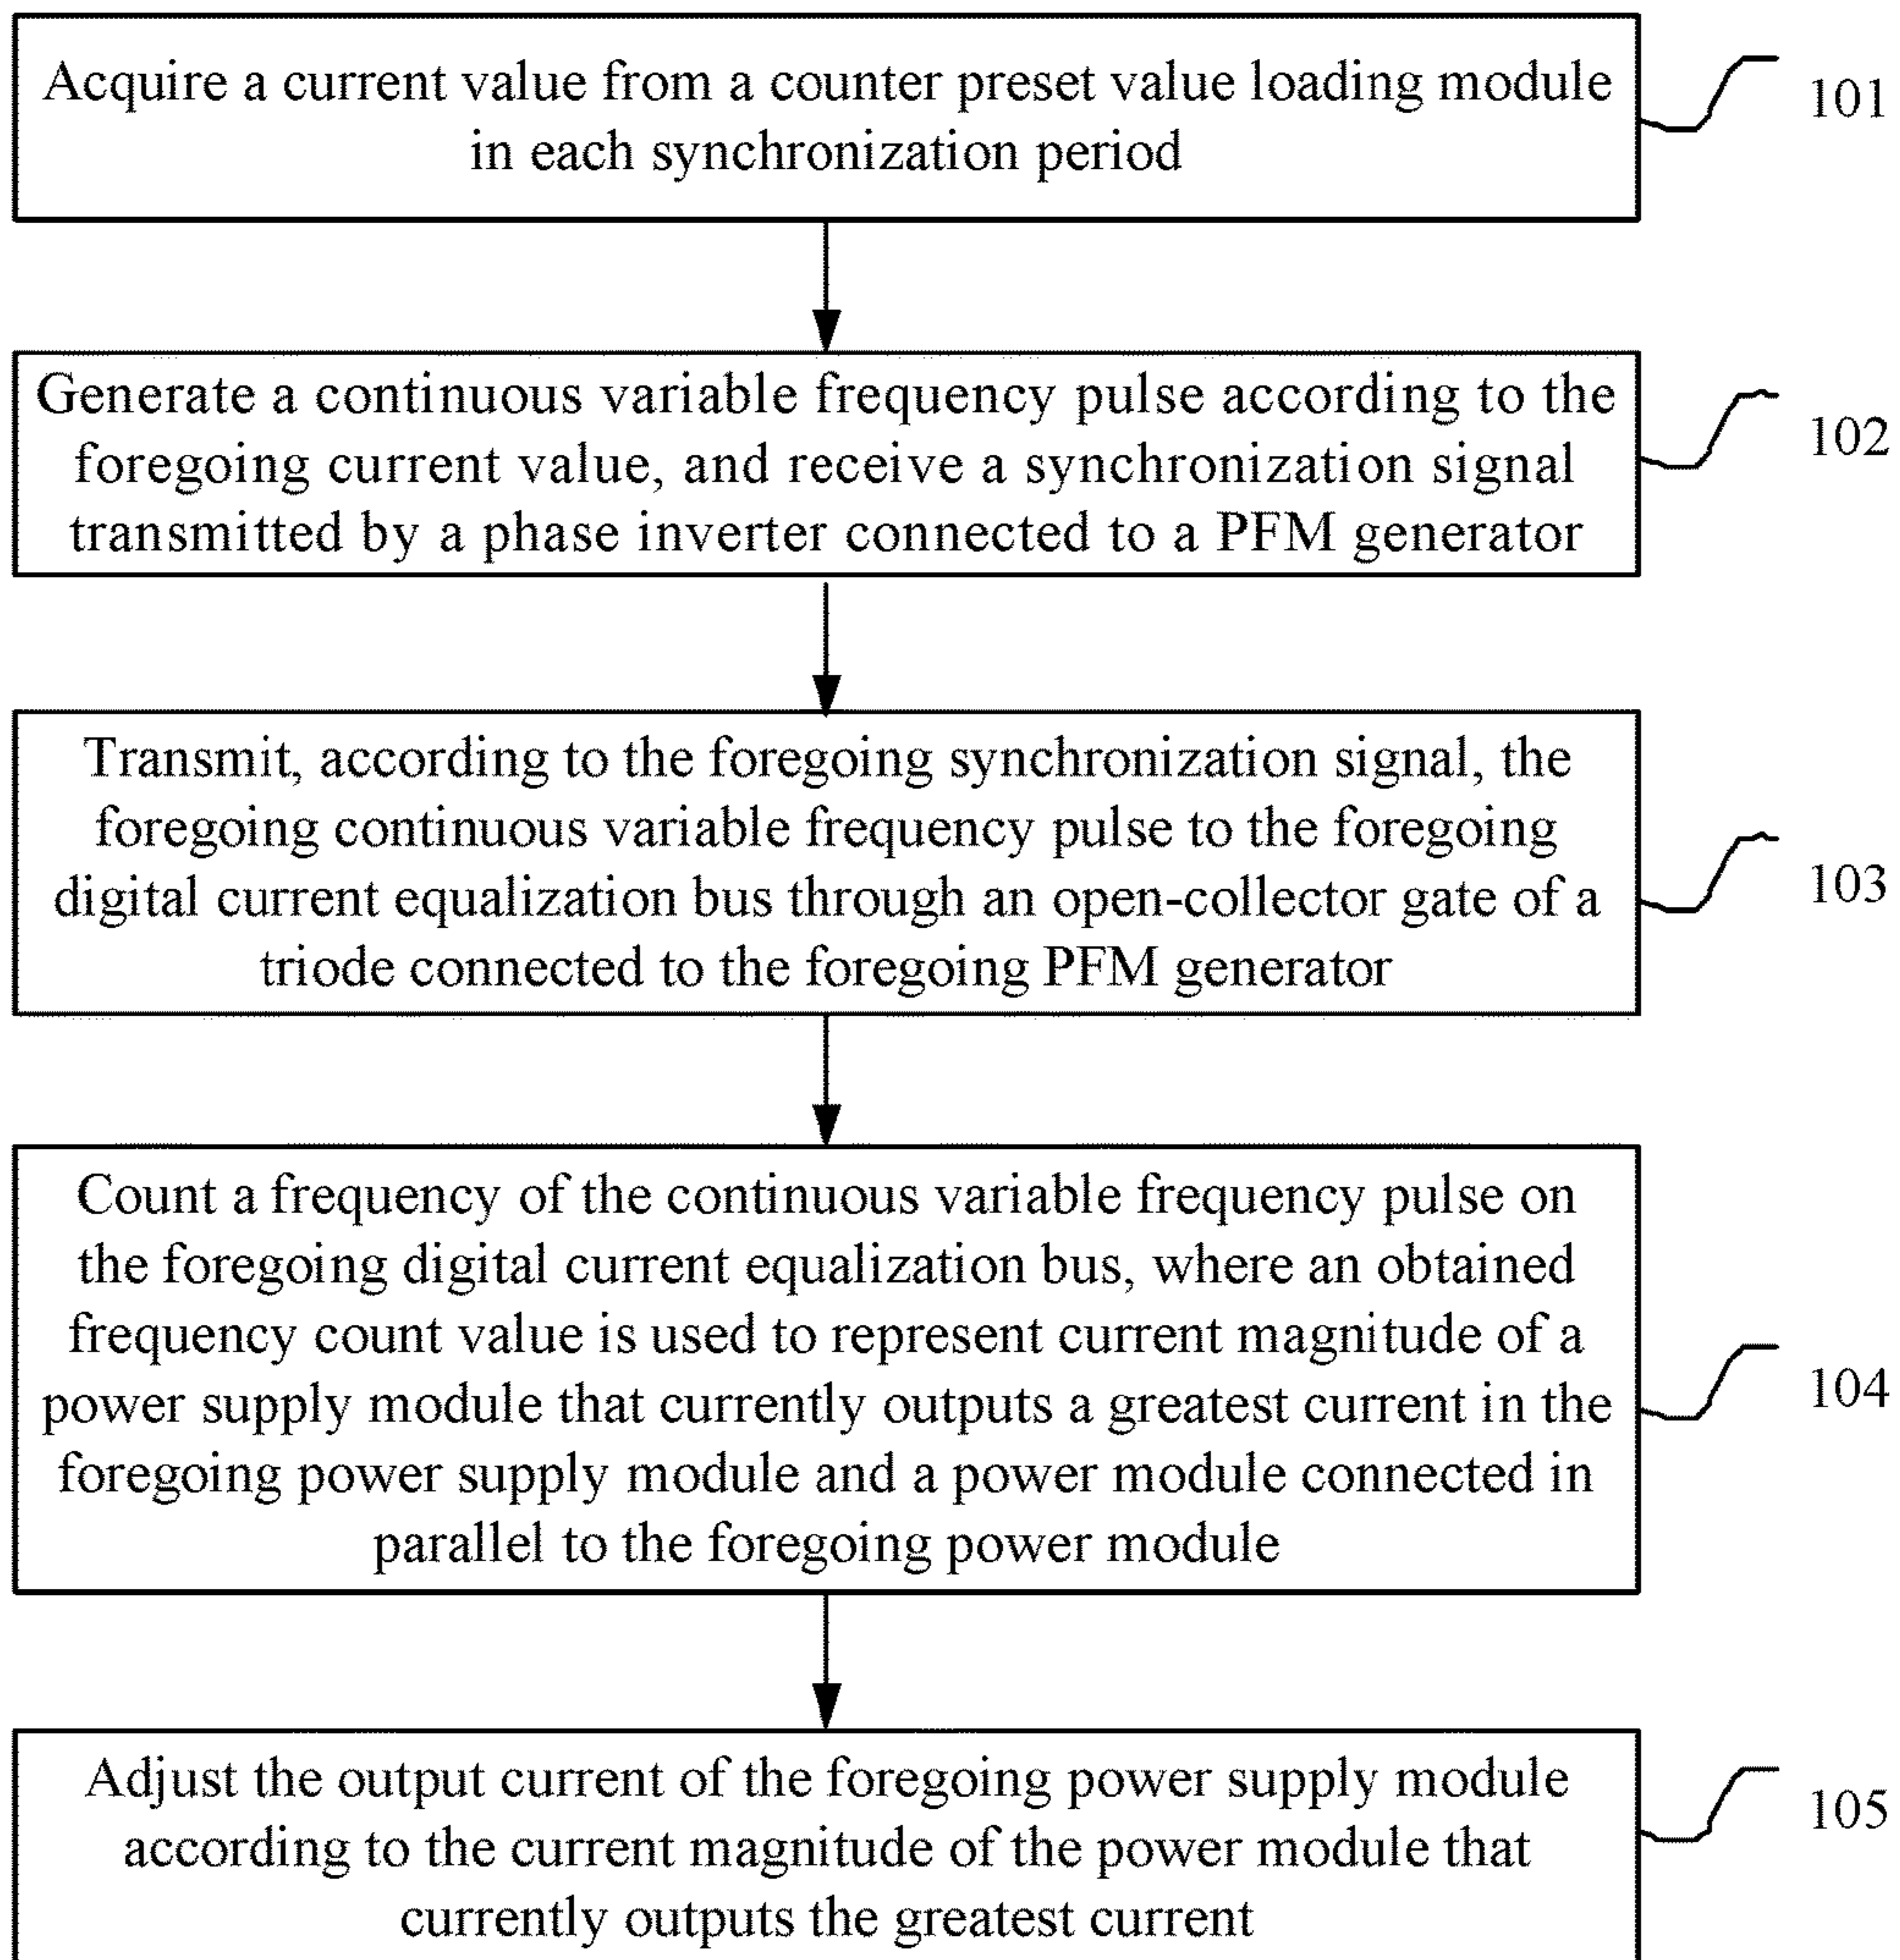 Acquire a current value from a counter preset value loading module
in each synchronization period
101
Generate a continuous variable frequency pulse according to the
foregoing current value, and receive a synchronization signal
transmitted by a phase inverter connected to a PFM generator
102
Transmit, according to the foregoing synchronization signal, the
foregoing continuous variable frequency pulse to the foregoing
digital current equalization bus through an open-collector gate of a
triode connected to the foregoing PFM generator
103
Count a frequency of the continuous variable frequency pulse on
the foregoing digital current equalization bus, where an obtained
frequency count value is used to represent current magnitude of a
power supply module that currently outputs a greatest current in the
foregoing power supply module and a power module connected in
parallel to the foregoing power module
104
Adjust the output current of the foregoing power supply module
according to the current magnitude of the power module that
currently outputs the greatest current
105